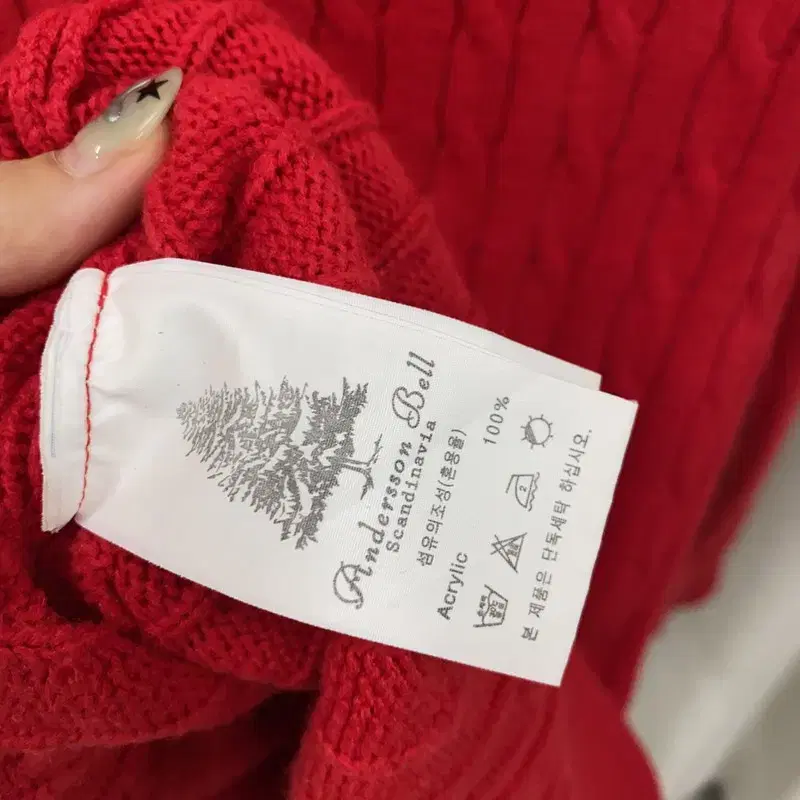 Andersson Bell
Scandinavia
섬유의조성(혼용율)
Acrylic 100%
2
본 제품은 단독세탁 하십시오.